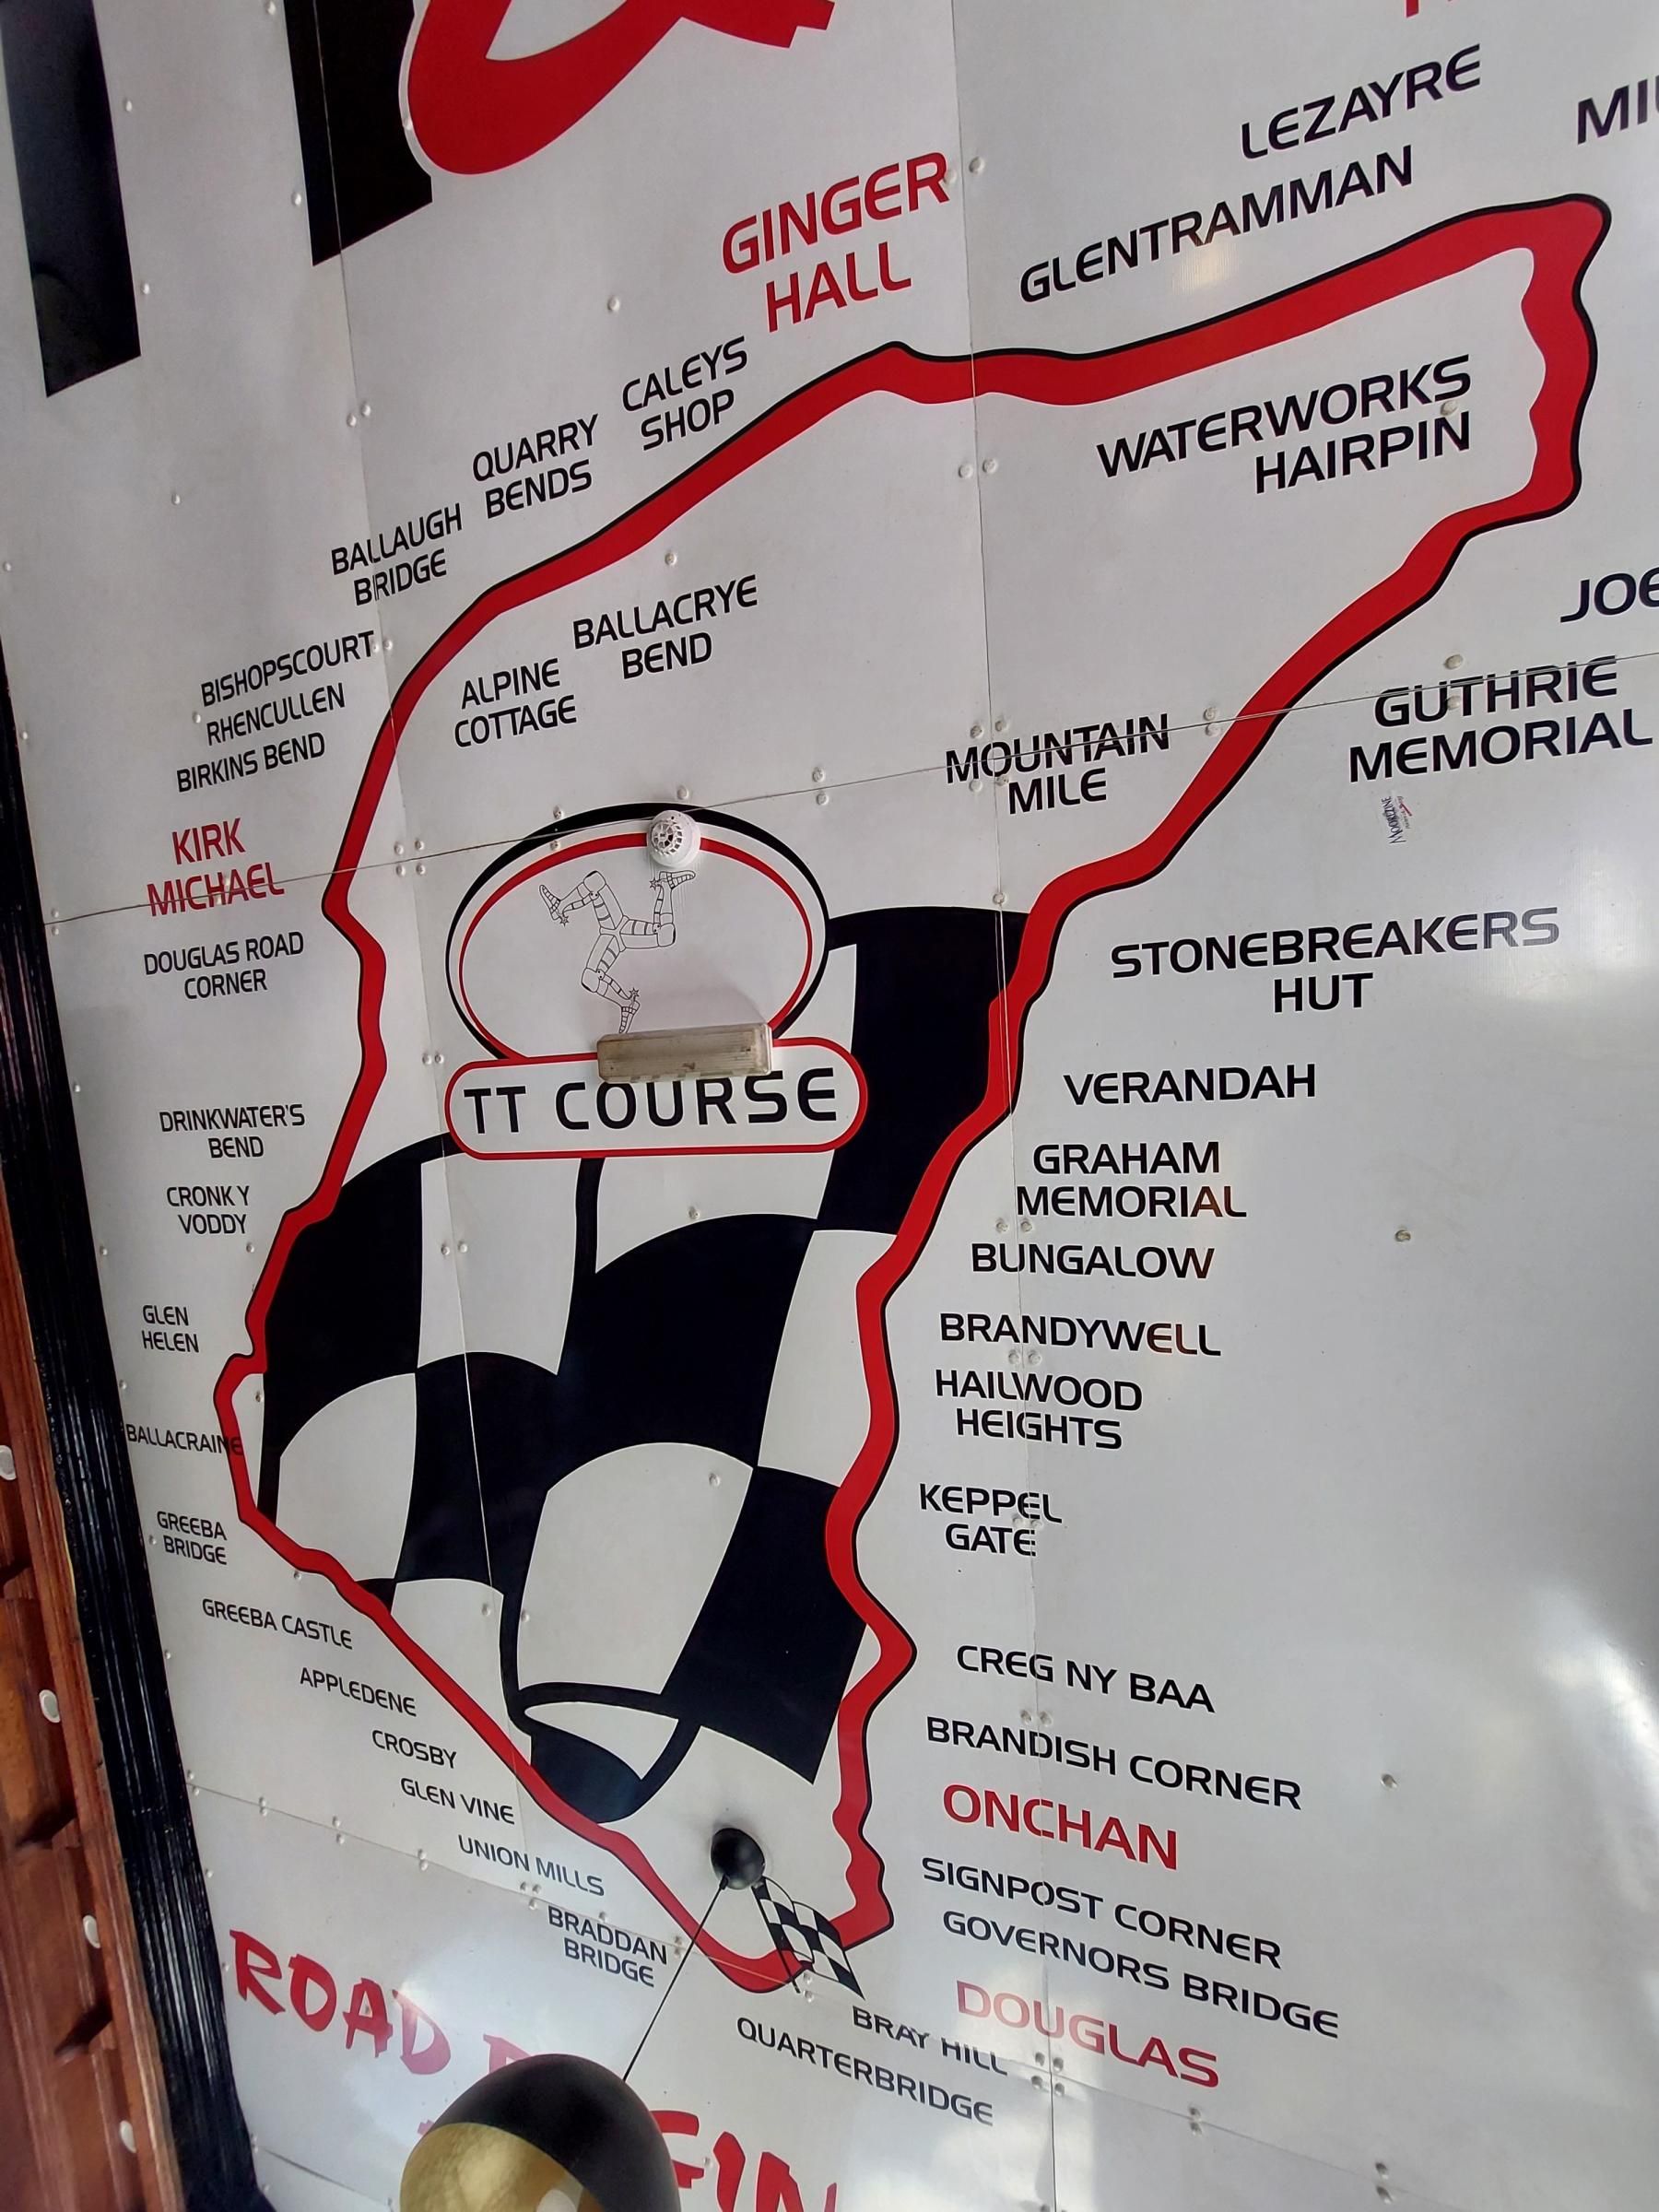 LEZAYRE
GLENTRAMMAN
GINGER
HALL
CALEYS
SHOP
QUARRY
BENDS
WATERWORKS
HAIRPIN
BALLAUGH
BRIDGE
BALLACRYE
BEND
ALPINE
COTTAGE
BISHOPSCOURT
RHENCULLEN
BIRKINS BEND
GUTHRIE
MEMORIAL
MOUNTAIN
MILE
KIRK
MICHAEL
DOUGLAS ROAD
CORNER
STONEBREAKERS
HUT
TT COURSE
VERANDAH
DRINKWATER'S
BEND
GRAHAM
MEMORIAL
CRONK Y
VODDY
BUNGALOW
GLEN
HELEN
BRANDYWELL
HAILWOOD
HEIGHTS
BALLACRAINE
KEPPEL
GATE
GREEBA
BRIDGE
GREEBA CASTLE
CREG NY BAA
APPLEDENE
BRANDISH CORNER
CROSBY
ONCHAN
GLEN VINE
SIGNPOST CORNER
UNION MILLS
GOVERNORS BRIDGE
BRADDAN
BRIDGE
DOUGLAS
BRAY HILL
QUARTERBRIDGE
ROAD